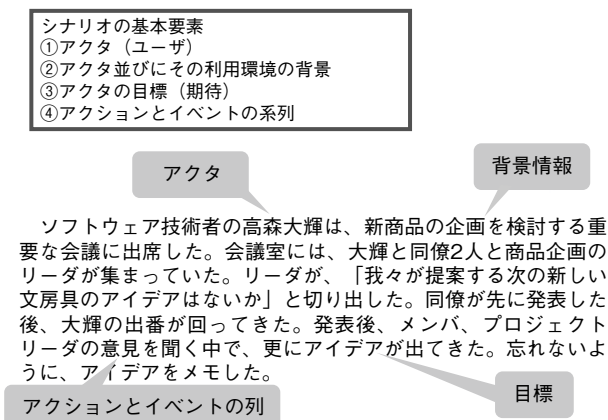 シナリオの基本要素
①アクタ（ユーザ）
②アクタ並びにその利用環境の背景
③アクタの目標（期待）
④アクションとイベントの系列
アクタ
背景情報
ソフトウェア技術者の高森大輝は、新商品の企画を検討する重
要な会議に出席した。会議室には、大輝と同僚2人と商品企画の
リーダが集まっていた。リーダが、「我々が提案する次の新しい
文房具のアイデアはないか」と切り出した。同僚が先に発表した
後、大輝の出番が回ってきた。発表後、メンバ、プロジェクト
リーダの意見を聞く中で、更にアイデアが出てきた。忘れないよ
うに、アイデアをメモした。
アクションとイベントの列
目標